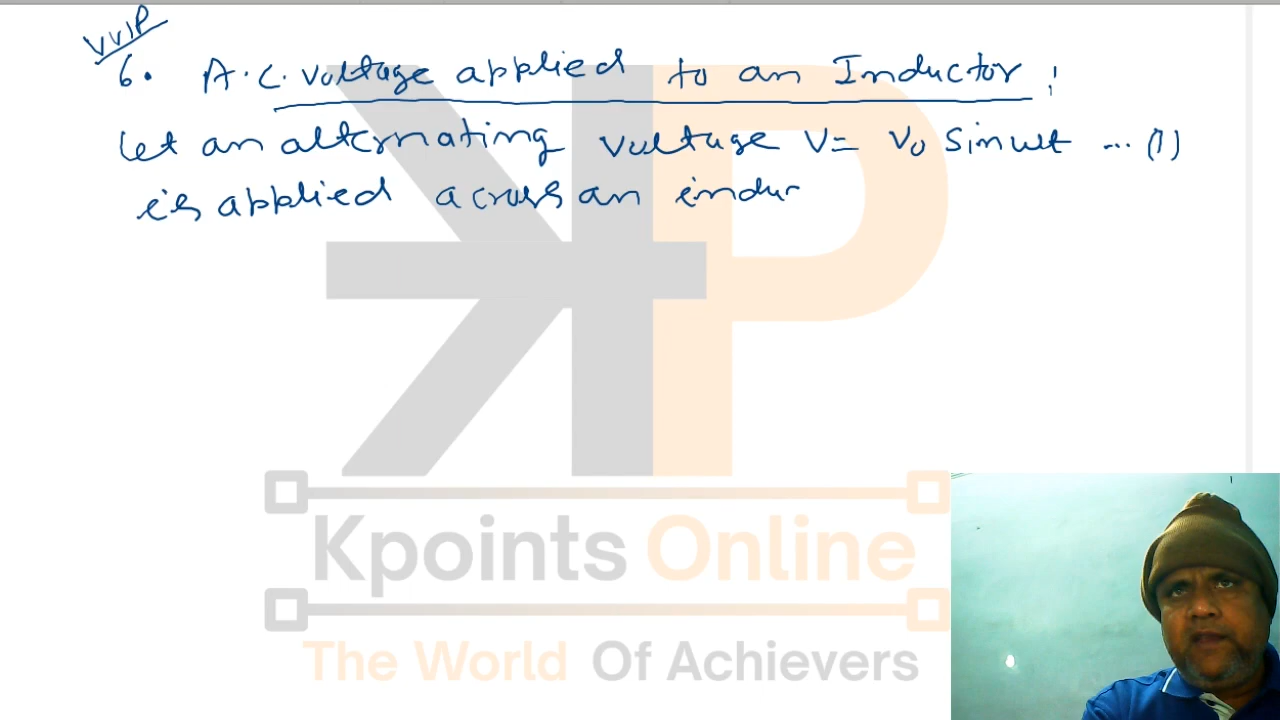 VVIP
6. A.C. voltage applied to an Inductor :
let an alternating voltage V = V₀ Sinωt ... (1)
is applied across an indu
Kpoints Online
The World Of Achievers